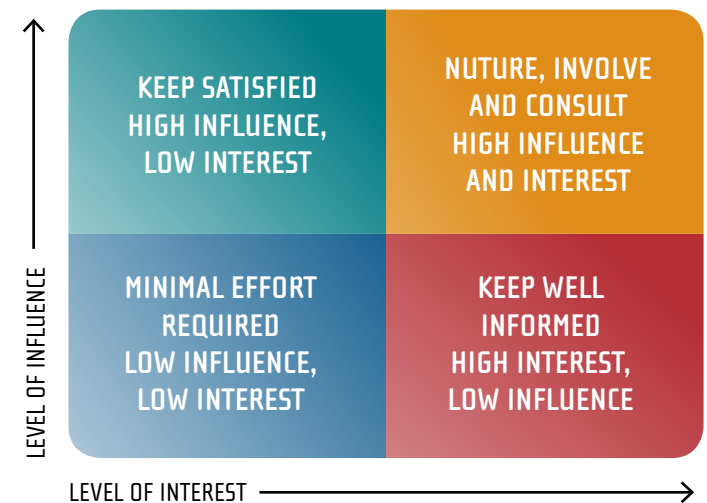 KEEP SATISFIED
HIGH INFLUENCE,
LOW INTEREST
NUTURE, INVOLVE
AND CONSULT
HIGH INFLUENCE
AND INTEREST
MINIMAL EFFORT
REQUIRED
LOW INFLUENCE,
LOW INTEREST
KEEP WELL
INFORMED
HIGH INTEREST,
LOW INFLUENCE
LEVEL OF INFLUENCE
LEVEL OF INTEREST